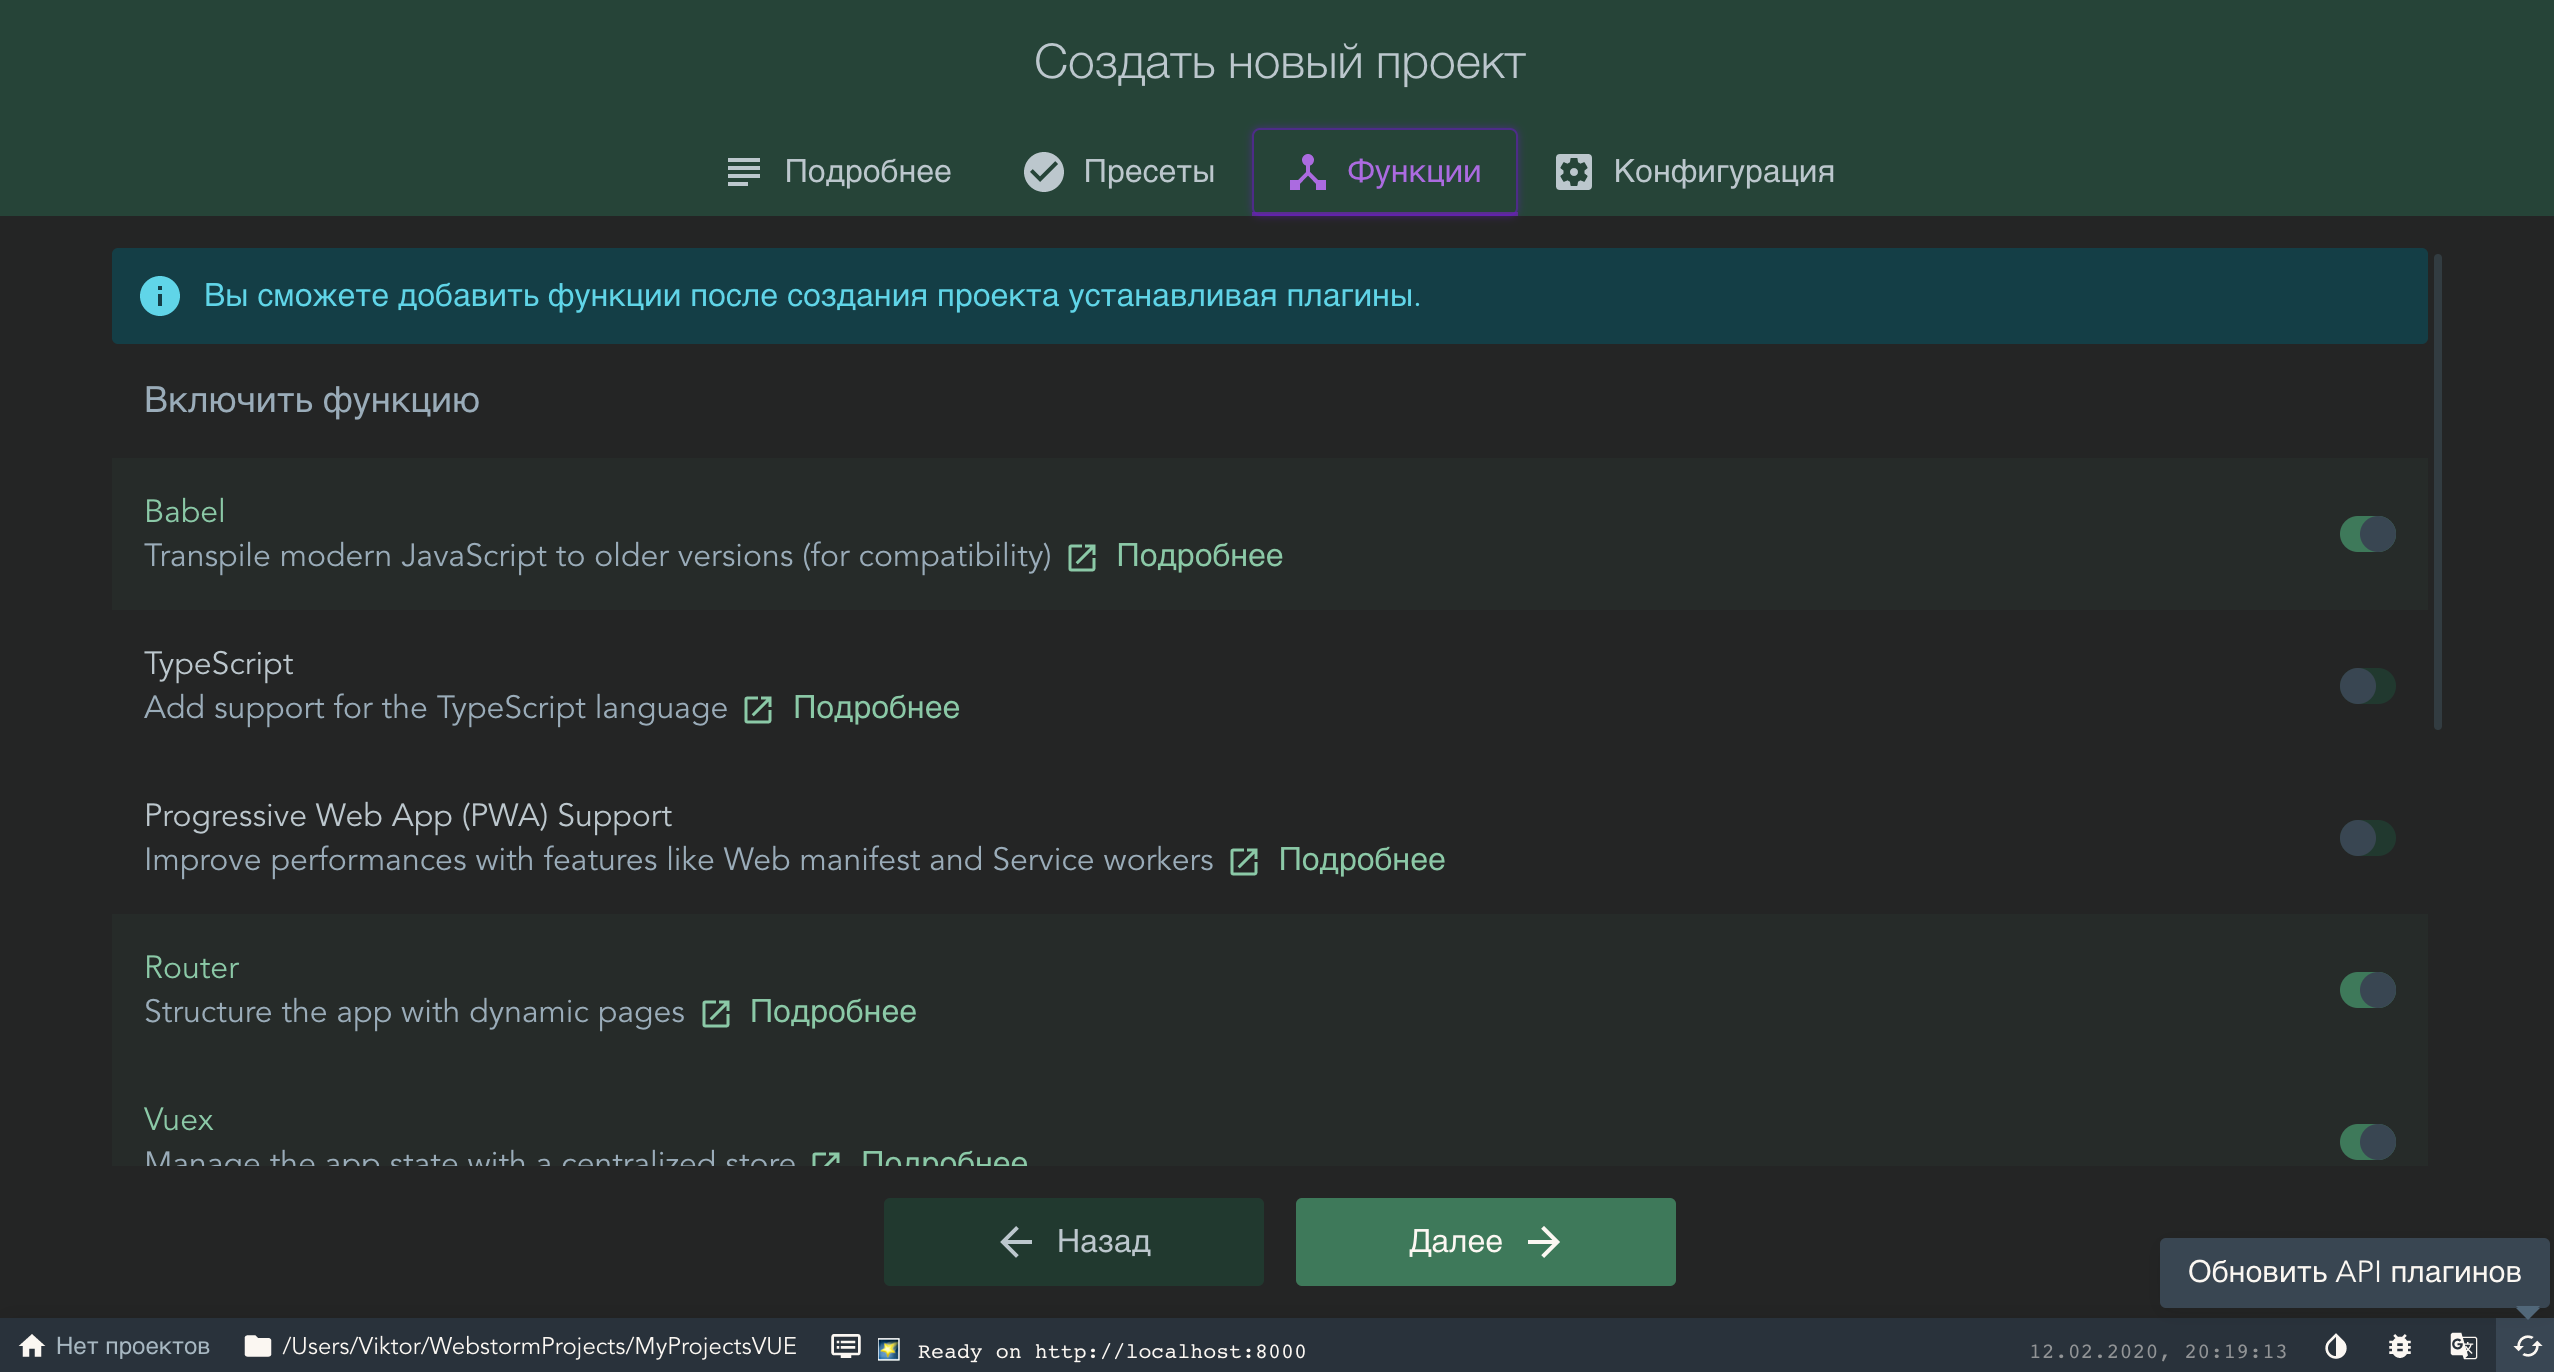 Создать новый проект
Подробнее
Пресеты
Функции
Конфигурация
Вы сможете добавить функции после создания проекта устанавливая плагины.
Включить функцию
Babel
Transpile modern JavaScript to older versions (for compatibility) Подробнее
TypeScript
Add support for the TypeScript language Подробнее
Progressive Web App (PWA) Support
Improve performances with features like Web manifest and Service workers Подробнее
Router
Structure the app with dynamic pages Подробнее
Vuex
Manage the app state with a centralized store Подробнее
Назад
Далее
Обновить API плагинов
Нет проектов /Users/Viktor/WebstormProjects/MyProjectsVUE Ready on http://localhost:8000 12.02.2020, 20:19:13